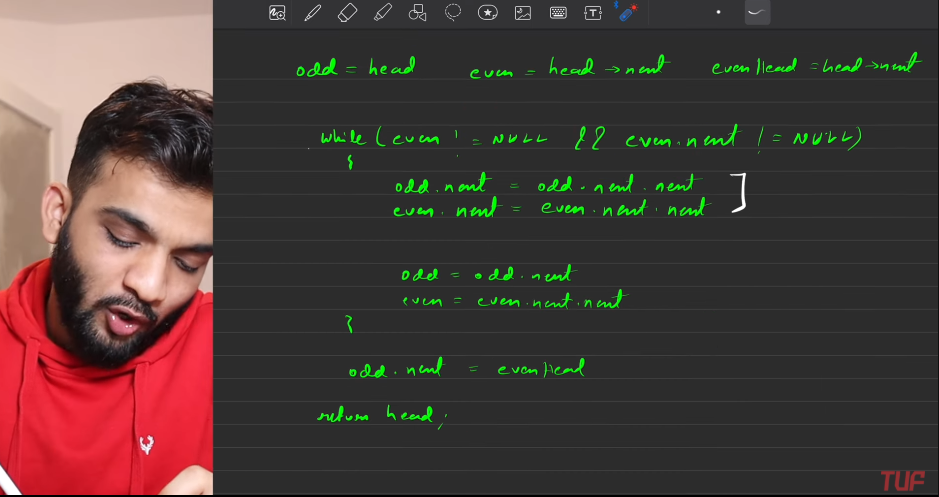 odd = head even = head → next evenHead = head → next
while ( even != NULL && even.next != NULL)
{
odd.next = odd.next.next
even.next = even.next.next
odd = odd.next
even = even.next.next
}
odd.next = evenHead
return head;
TUF